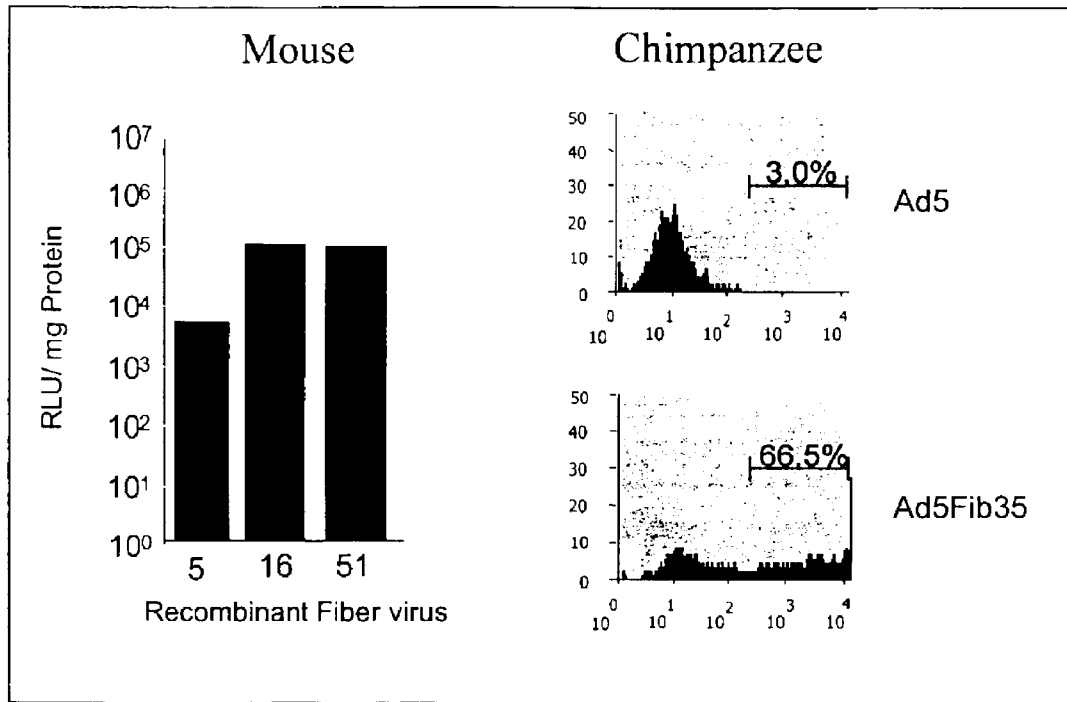 Mouse
Chimpanzee
10⁷
10⁶
10⁵
10⁴
10³
10²
10¹
10⁰
RLU/ mg Protein
5 16 51
Recombinant Fiber virus
50
40
30
20
10
0
3.0%
Ad5
10⁰ 10¹ 10² 10³ 10⁴
50
40
30
20
10
0
66.5%
Ad5Fib35
10⁰ 10¹ 10² 10³ 10⁴